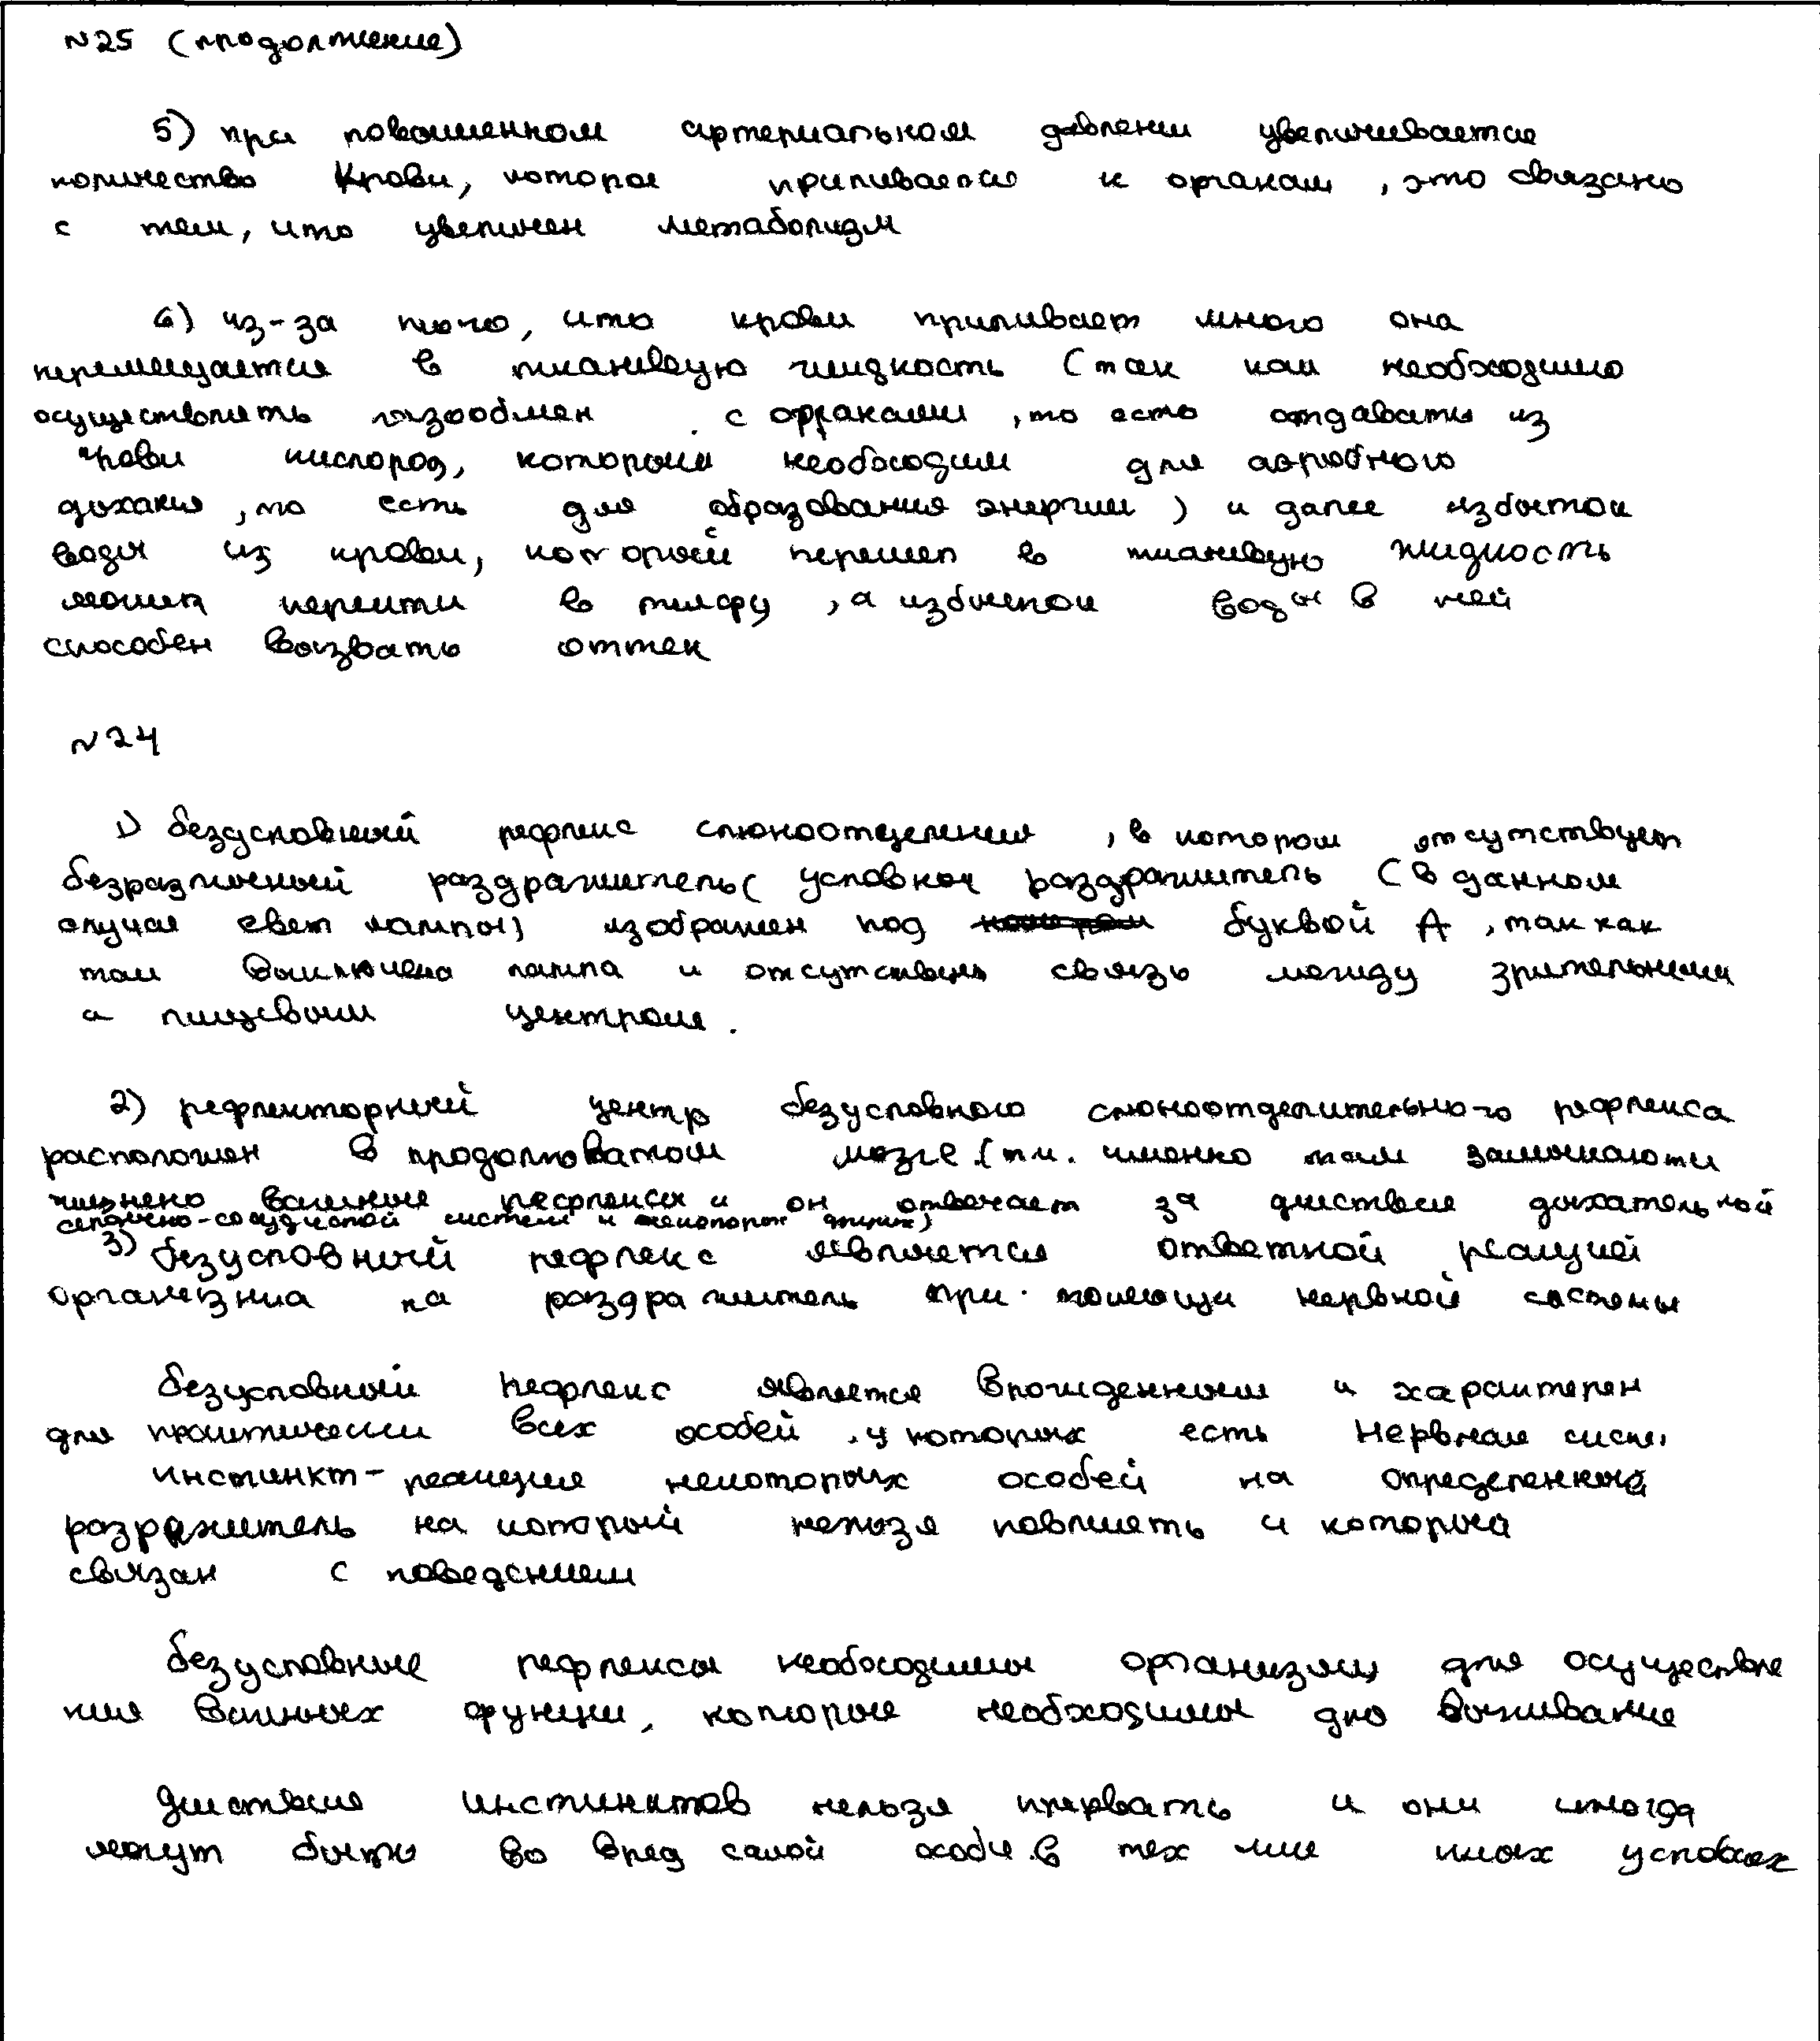 N25 (продолжение)
5) при повышенном артериальном давлении увеличивается
количество крови, которое приливается к органам, это связано
с тем, что увеличен метаболизм
6) из-за того, что крови приливает много она
перемещается в тканевую жидкость (так как необходимо
осуществлять газообмен с органами, то есть отдавать из
крови кислород, который необходим для аэробного
дыхания, то есть для образования энергии) и далее избыток
воды из крови, который перешел в тканевую жидкость
может перейти в лимфу, а избыток воды в ней
способен вызвать оттек
N24
1) безусловный рефлекс слюноотделения, в котором отсутствует
безразличный раздражитель (условной раздражитель (в данном
случае свет лампы) изображен под буквой А, так как
там выключена лампа и отсутствует связь между зрительным
а пищевым центром.
2) рефлекторный центр безусловного слюноотделительного рефлекса
расположен в продолговатом мозге. (т.к. именно там замыкаются
жизнено важные рефлексы и он отвечает за действие дыхательной
сердечно-сосудистой системы и некоторых других)
3) безусловный рефлекс является ответной реакцией
организма на раздражитель при помощи нервной системы
безусловный рефлекс является врожденным и характерен
для практически всех особей, у которых есть нервная сист.
инстинкт - реакция некоторых особей на определенный
раздражитель на который нельзя повлиять и который
связан с поведением
безусловные рефлексы необходимы организму для осуществле
ния важных функции, которые необходимы для выживание
действие инстинктов нельзя прервать и они иногда
могут быть во вред самой особи в тех или иных условиях